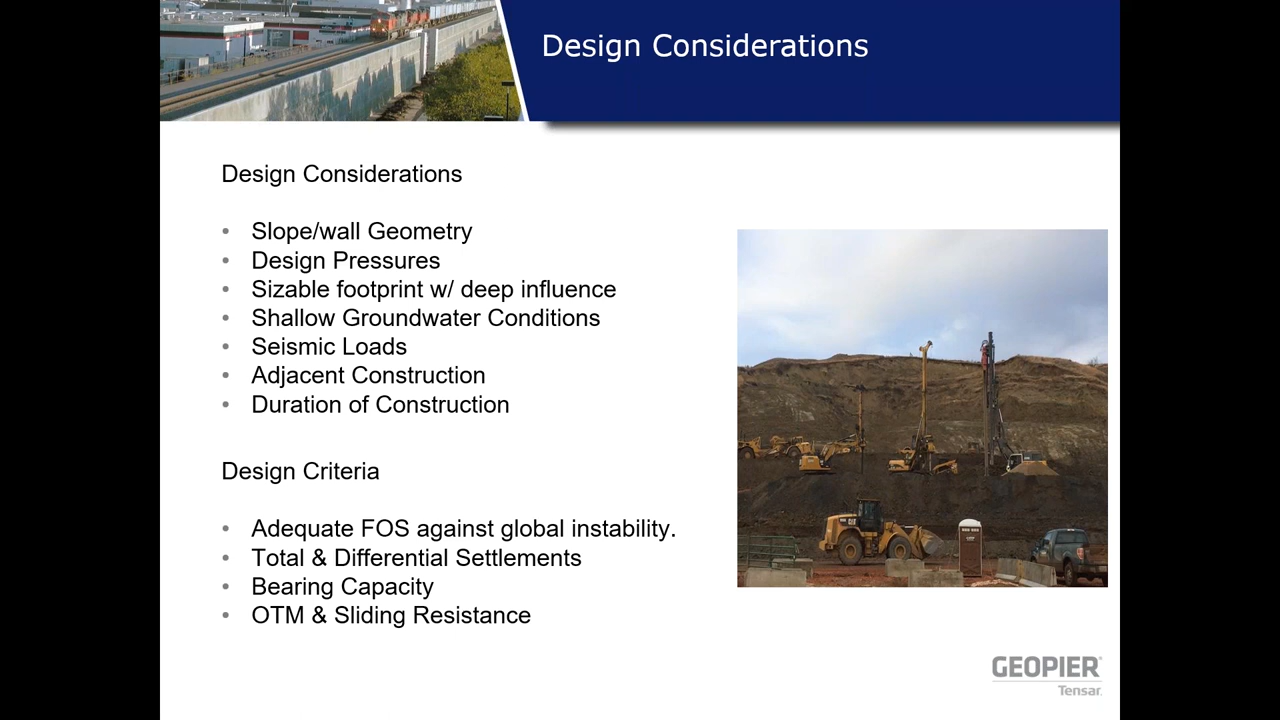 Design Considerations
Design Considerations
• Slope/wall Geometry
• Design Pressures
• Sizable footprint w/ deep influence
• Shallow Groundwater Conditions
• Seismic Loads
• Adjacent Construction
• Duration of Construction
Design Criteria
• Adequate FOS against global instability.
• Total & Differential Settlements
• Bearing Capacity
• OTM & Sliding Resistance
GEOPIER®
Tensar